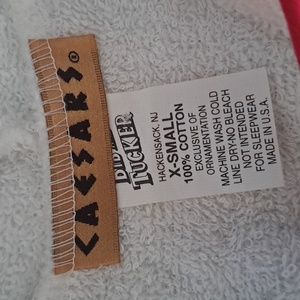 CAESARS®
TUCKER
HACKENSACK, NJ
X-SMALL
100% COTTON
EXCLUSIVE OF
ORNAMENTATION
MACHINE WASH COLD
LINE DRY-NO BLEACH
NOT INTENDED
FOR SLEEPWEAR
MADE IN U.S.A.